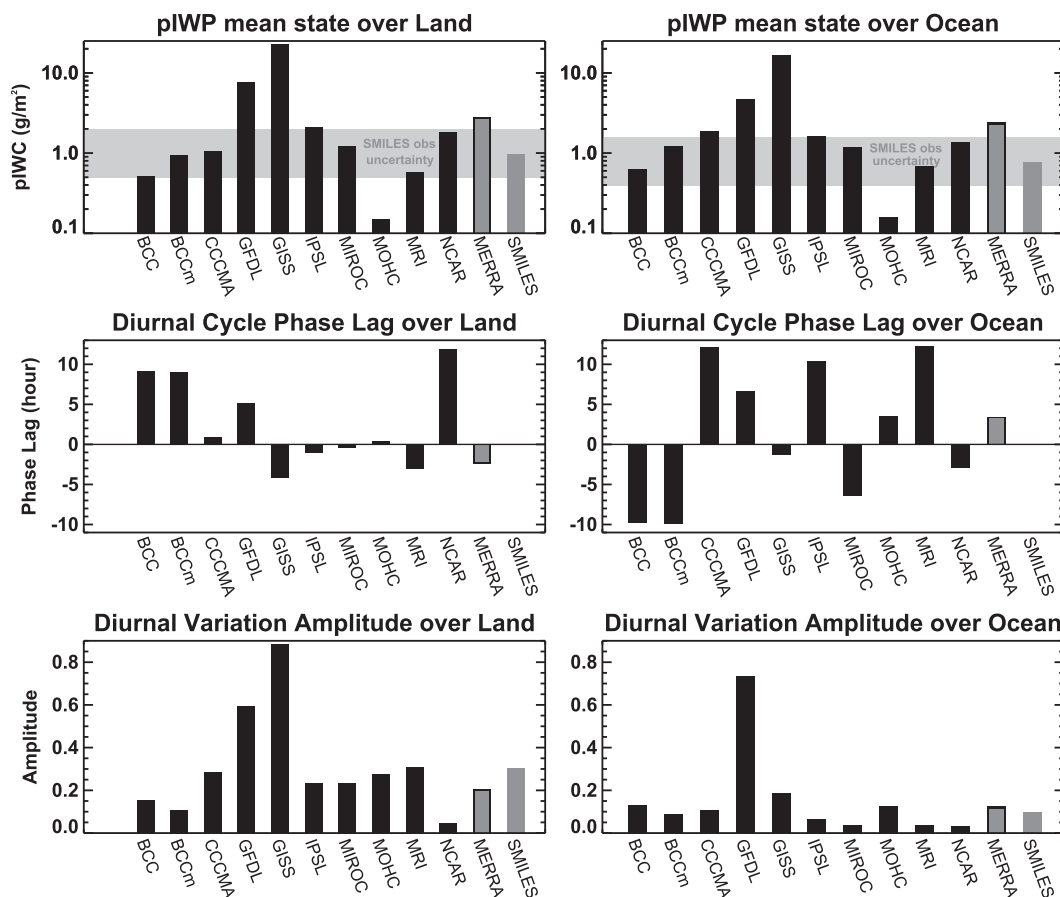 pIWP mean state over Land
pIWC (g/m²)
10.0
1.0
0.1
SMILES obs
uncertainty
BCC
BCCm
CCCMA
GFDL
GISS
IPSL
MIROC
MOHC
MRI
NCAR
MERRA
SMILES
pIWP mean state over Ocean
10.0
1.0
0.1
SMILES obs
uncertainty
BCC
BCCm
CCCMA
GFDL
GISS
IPSL
MIROC
MOHC
MRI
NCAR
MERRA
SMILES
Diurnal Cycle Phase Lag over Land
Phase Lag (hour)
10
5
0
-5
-10
BCC
BCCm
CCCMA
GFDL
GISS
IPSL
MIROC
MOHC
MRI
NCAR
MERRA
SMILES
Diurnal Cycle Phase Lag over Ocean
10
5
0
-5
-10
BCC
BCCm
CCCMA
GFDL
GISS
IPSL
MIROC
MOHC
MRI
NCAR
MERRA
SMILES
Diurnal Variation Amplitude over Land
Amplitude
0.8
0.6
0.4
0.2
0.0
BCC
BCCm
CCCMA
GFDL
GISS
IPSL
MIROC
MOHC
MRI
NCAR
MERRA
SMILES
Diurnal Variation Amplitude over Ocean
0.8
0.6
0.4
0.2
0.0
BCC
BCCm
CCCMA
GFDL
GISS
IPSL
MIROC
MOHC
MRI
NCAR
MERRA
SMILES